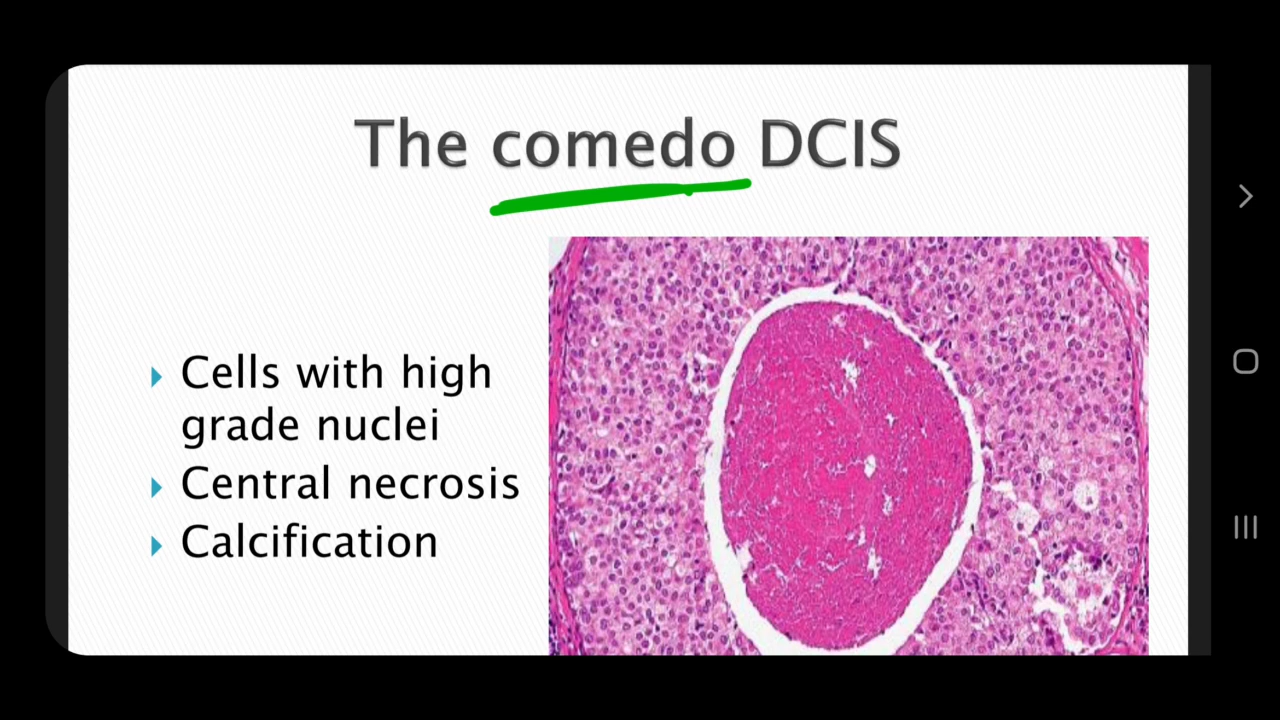 The comedo DCIS
Cells with high
grade nuclei
Central necrosis
Calcification